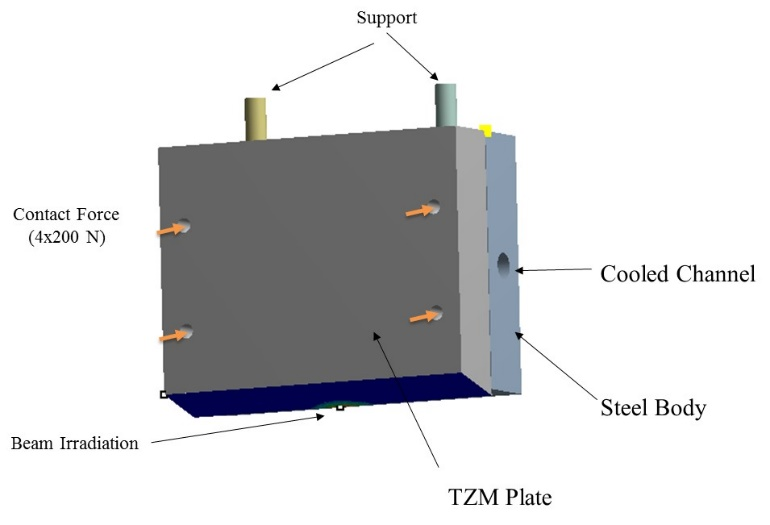 Support
Contact Force
(4x200 N)
Cooled Channel
Steel Body
Beam Irradiation
TZM Plate